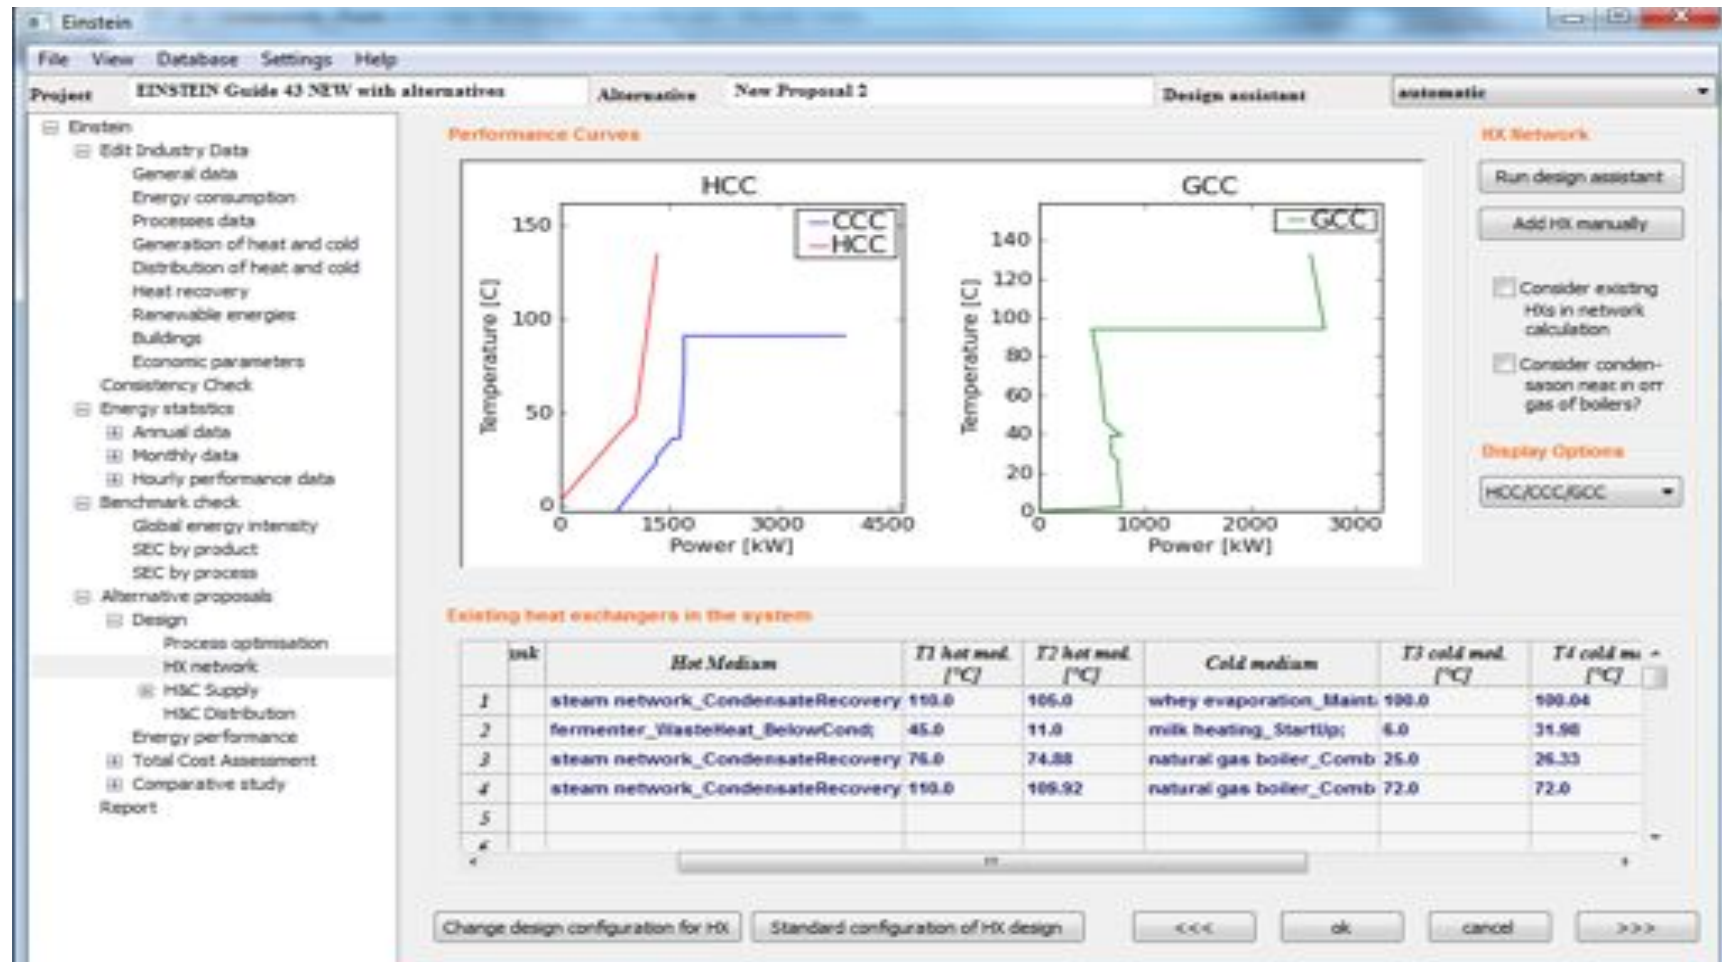 Einstein
File View Database Settings Help
Project EINSTEIN Guide 43 NEW with alternatives Alternative New Proposal 2 Design assistant automatic
Einstein
Edit Industry Data
General data
Energy consumption
Processes data
Generation of heat and cold
Distribution of heat and cold
Heat recovery
Renewable energies
Buildings
Economic parameters
Consistency Check
Energy statistics
Annual data
Monthly data
Hourly performance data
Benchmark check
Global energy intensity
SEC by product
SEC by process
Alternative proposals
Design
Process optimisation
HX network
H&C Supply
H&C Distribution
Energy performance
Total Cost Assessment
Comparative study
Report
Performance Curves
HCC
CCC
HCC
150
100
50
0
Temperature [C]
0 1500 3000 4500
Power [kW]
GCC
GCC
140
120
100
80
60
40
20
0
Temperature [C]
0 1000 2000 3000
Power [kW]
HX Network
Run design assistant
Add HX manually
Consider existing
HXs in network
calculation
Consider conden-
gas of boilers?
Display Options
HCC/CCC/GCC
Existing heat exchangers in the system
Hot Medium T1 hot med. [°C] T2 hot med. [°C] Cold medium T3 cold med. [°C] T4 cold [°C]
1 steam network_CondensateRecovery 110.0 105.0 whey evaporation_Maint 100.0 100.04
2 fermenter_WasteHeat_BelowCond; 45.0 11.0 milk heating_StartUp; 6.0 31.98
3 steam network_CondensateRecovery 76.0 74.88 natural gas boiler_Comb 25.0 26.33
4 steam network_CondensateRecovery 110.0 natural gas boiler_Comb 72.0 72.0
5
6
Change design configuration for HX Standard configuration of HX design <<< ok cancel >>>